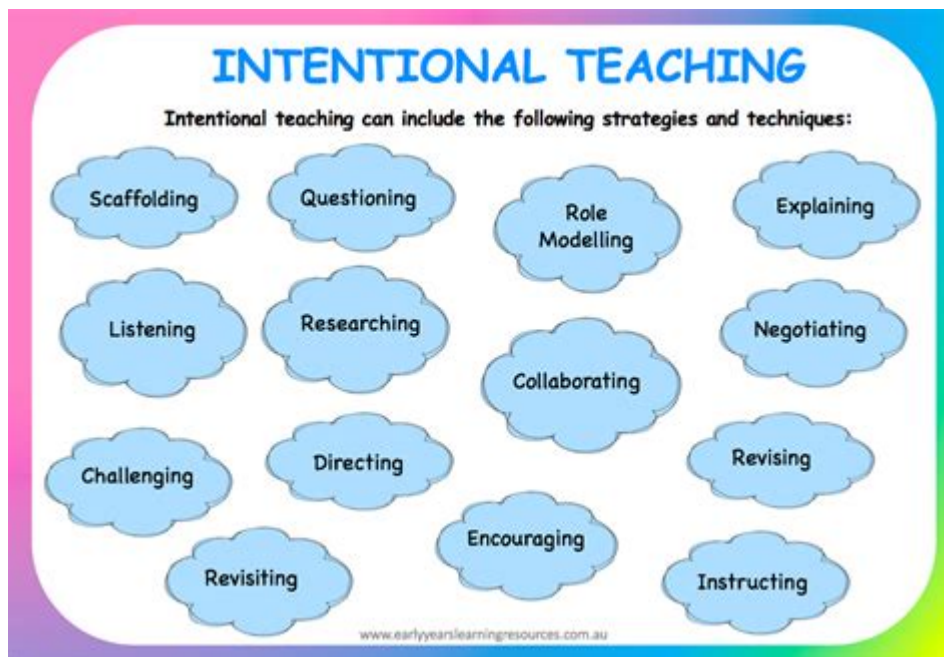 INTENTIONAL TEACHING
Intentional teaching can include the following strategies and techniques:
Scaffolding
Questioning
Role
Modelling
Explaining
Listening
Researching
Collaborating
Negotiating
Challenging
Directing
Revising
Revisiting
Encouraging
Instructing
www.earlyyearslearningresources.com.au